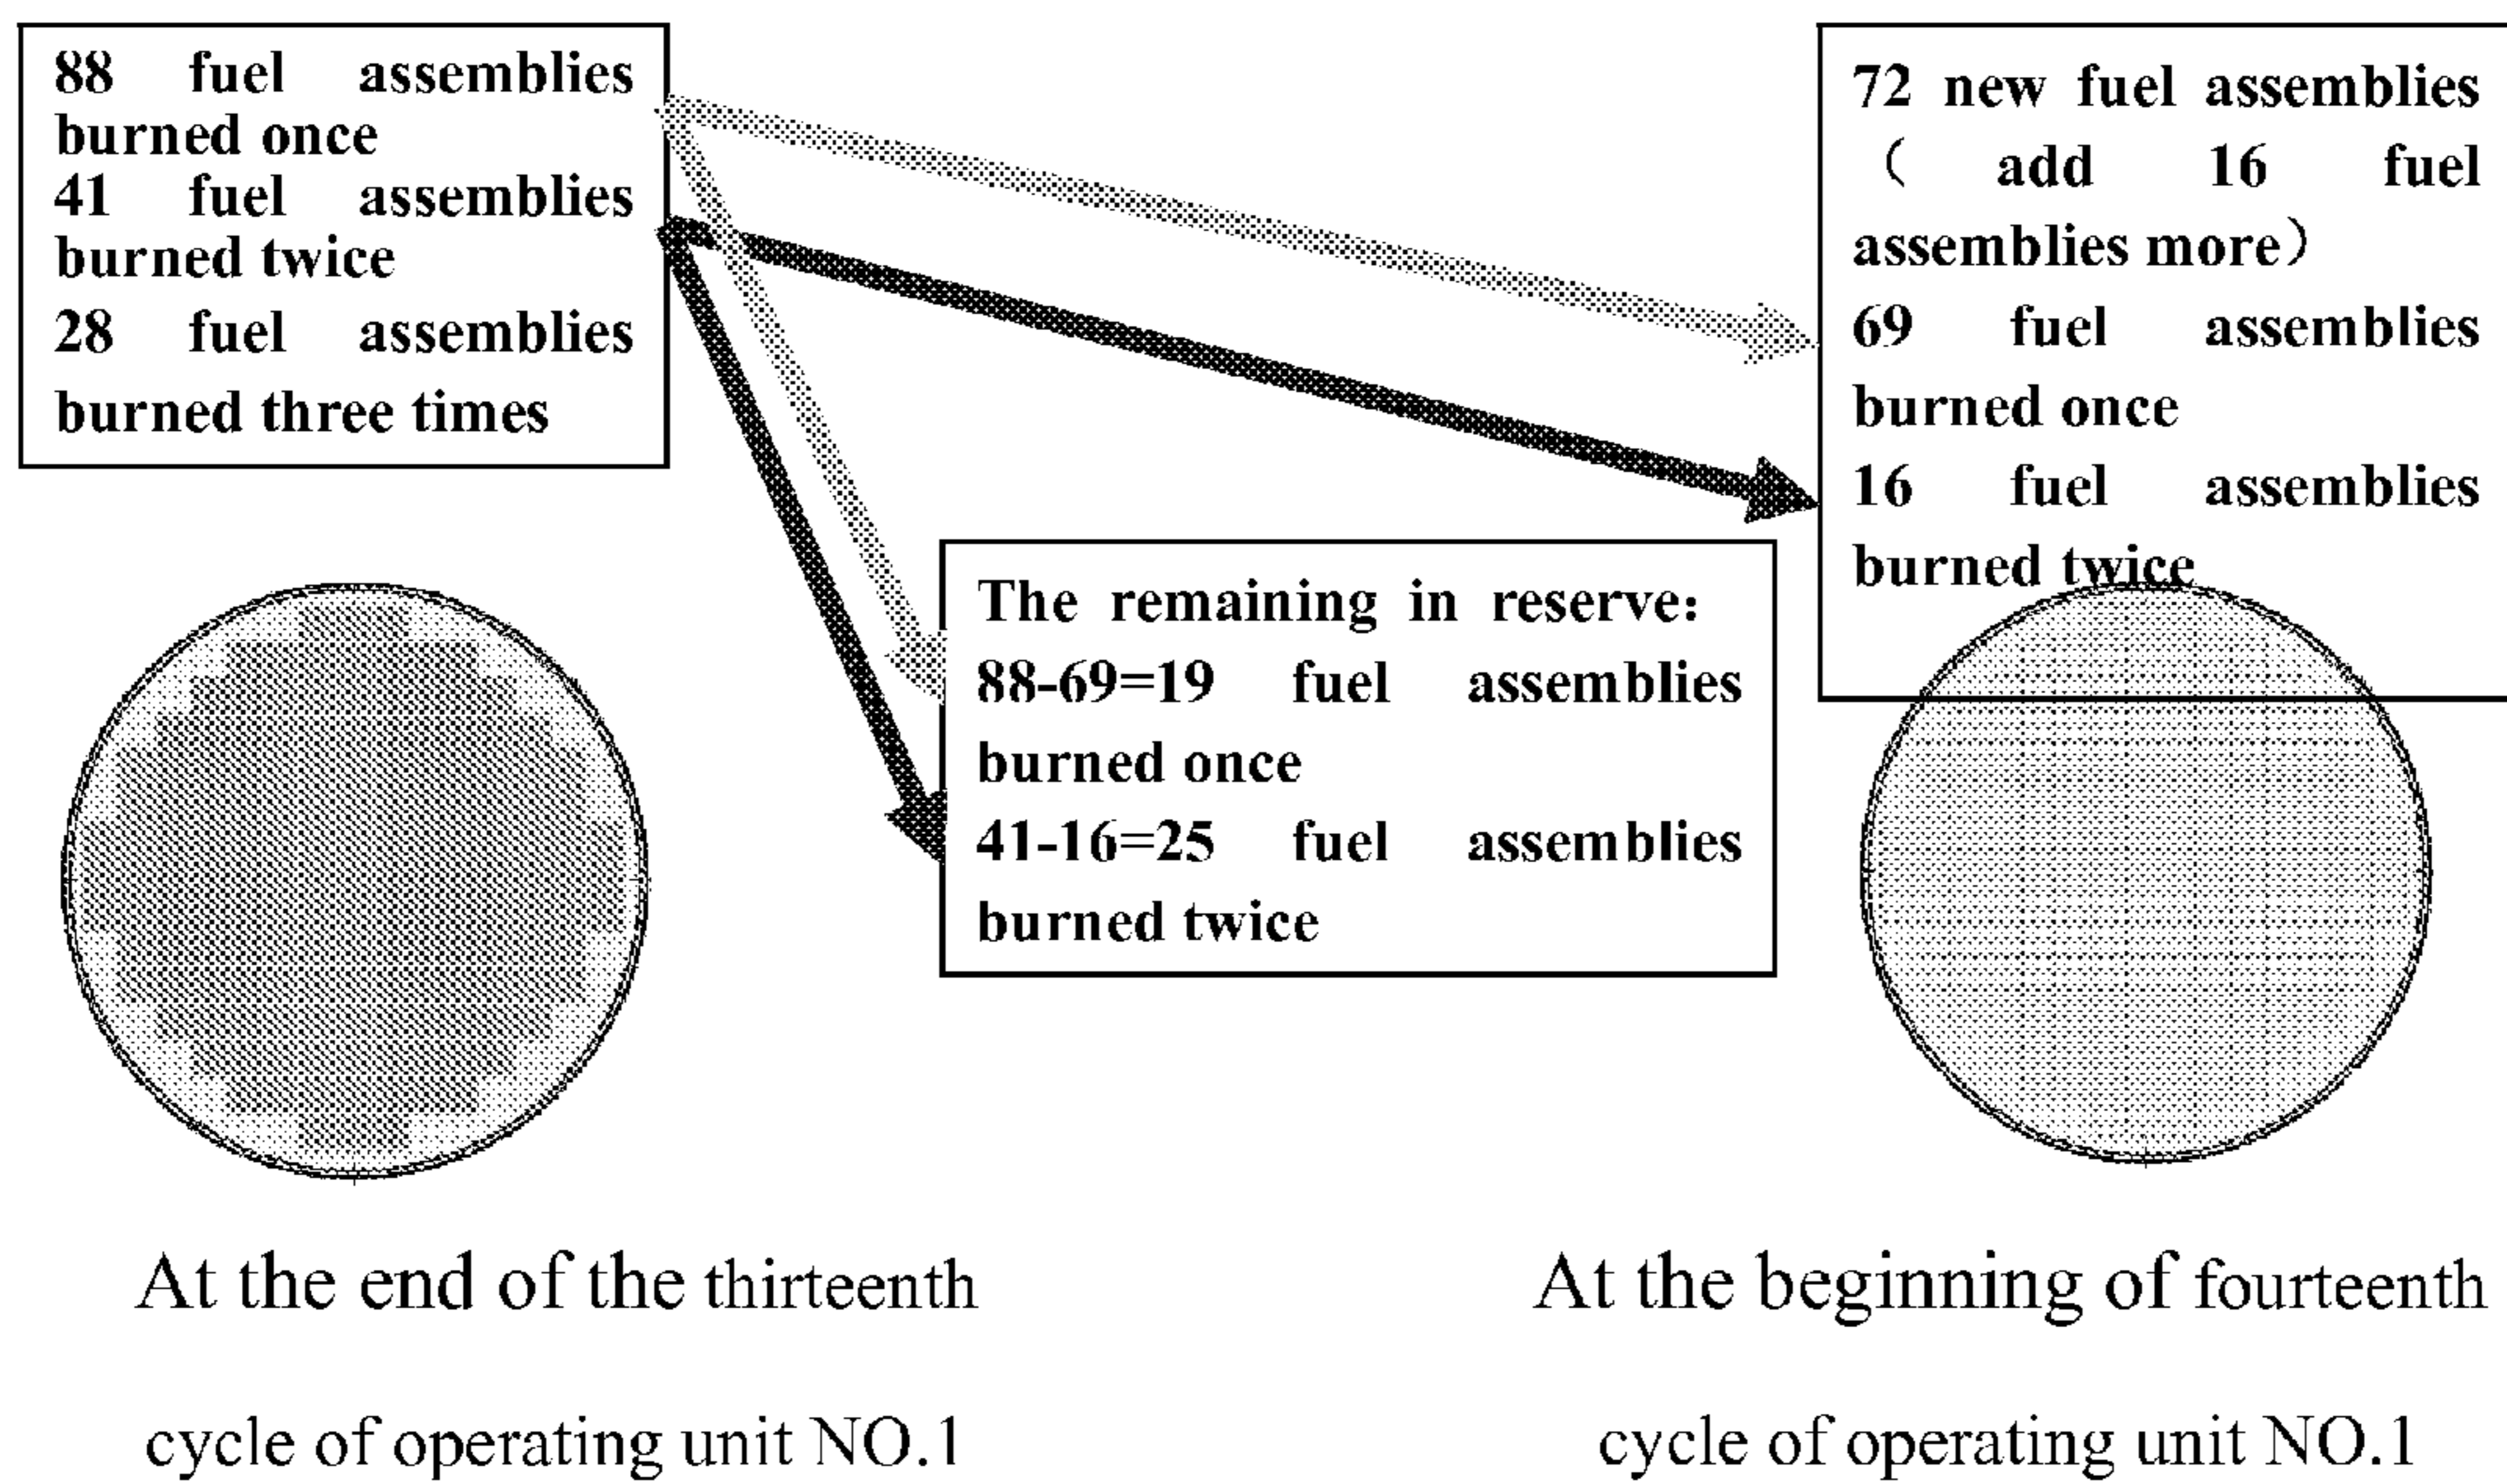 88 fuel assemblies
burned once
41 fuel assemblies
burned twice
28 fuel assemblies
burned three times
72 new fuel assemblies
( add 16 fuel
assemblies more)
69 fuel assemblies
burned once
16 fuel assemblies
burned twice
The remaining in reserve:
88-69=19 fuel assemblies
burned once
41-16=25 fuel assemblies
burned twice
At the end of the thirteenth
cycle of operating unit NO.1
At the beginning of fourteenth
cycle of operating unit NO.1